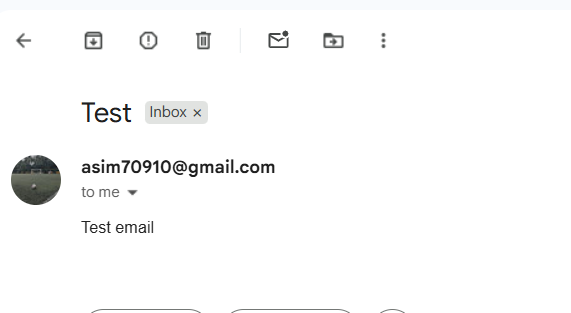 Test Inbox ×
asim70910@gmail.com
to me
Test email